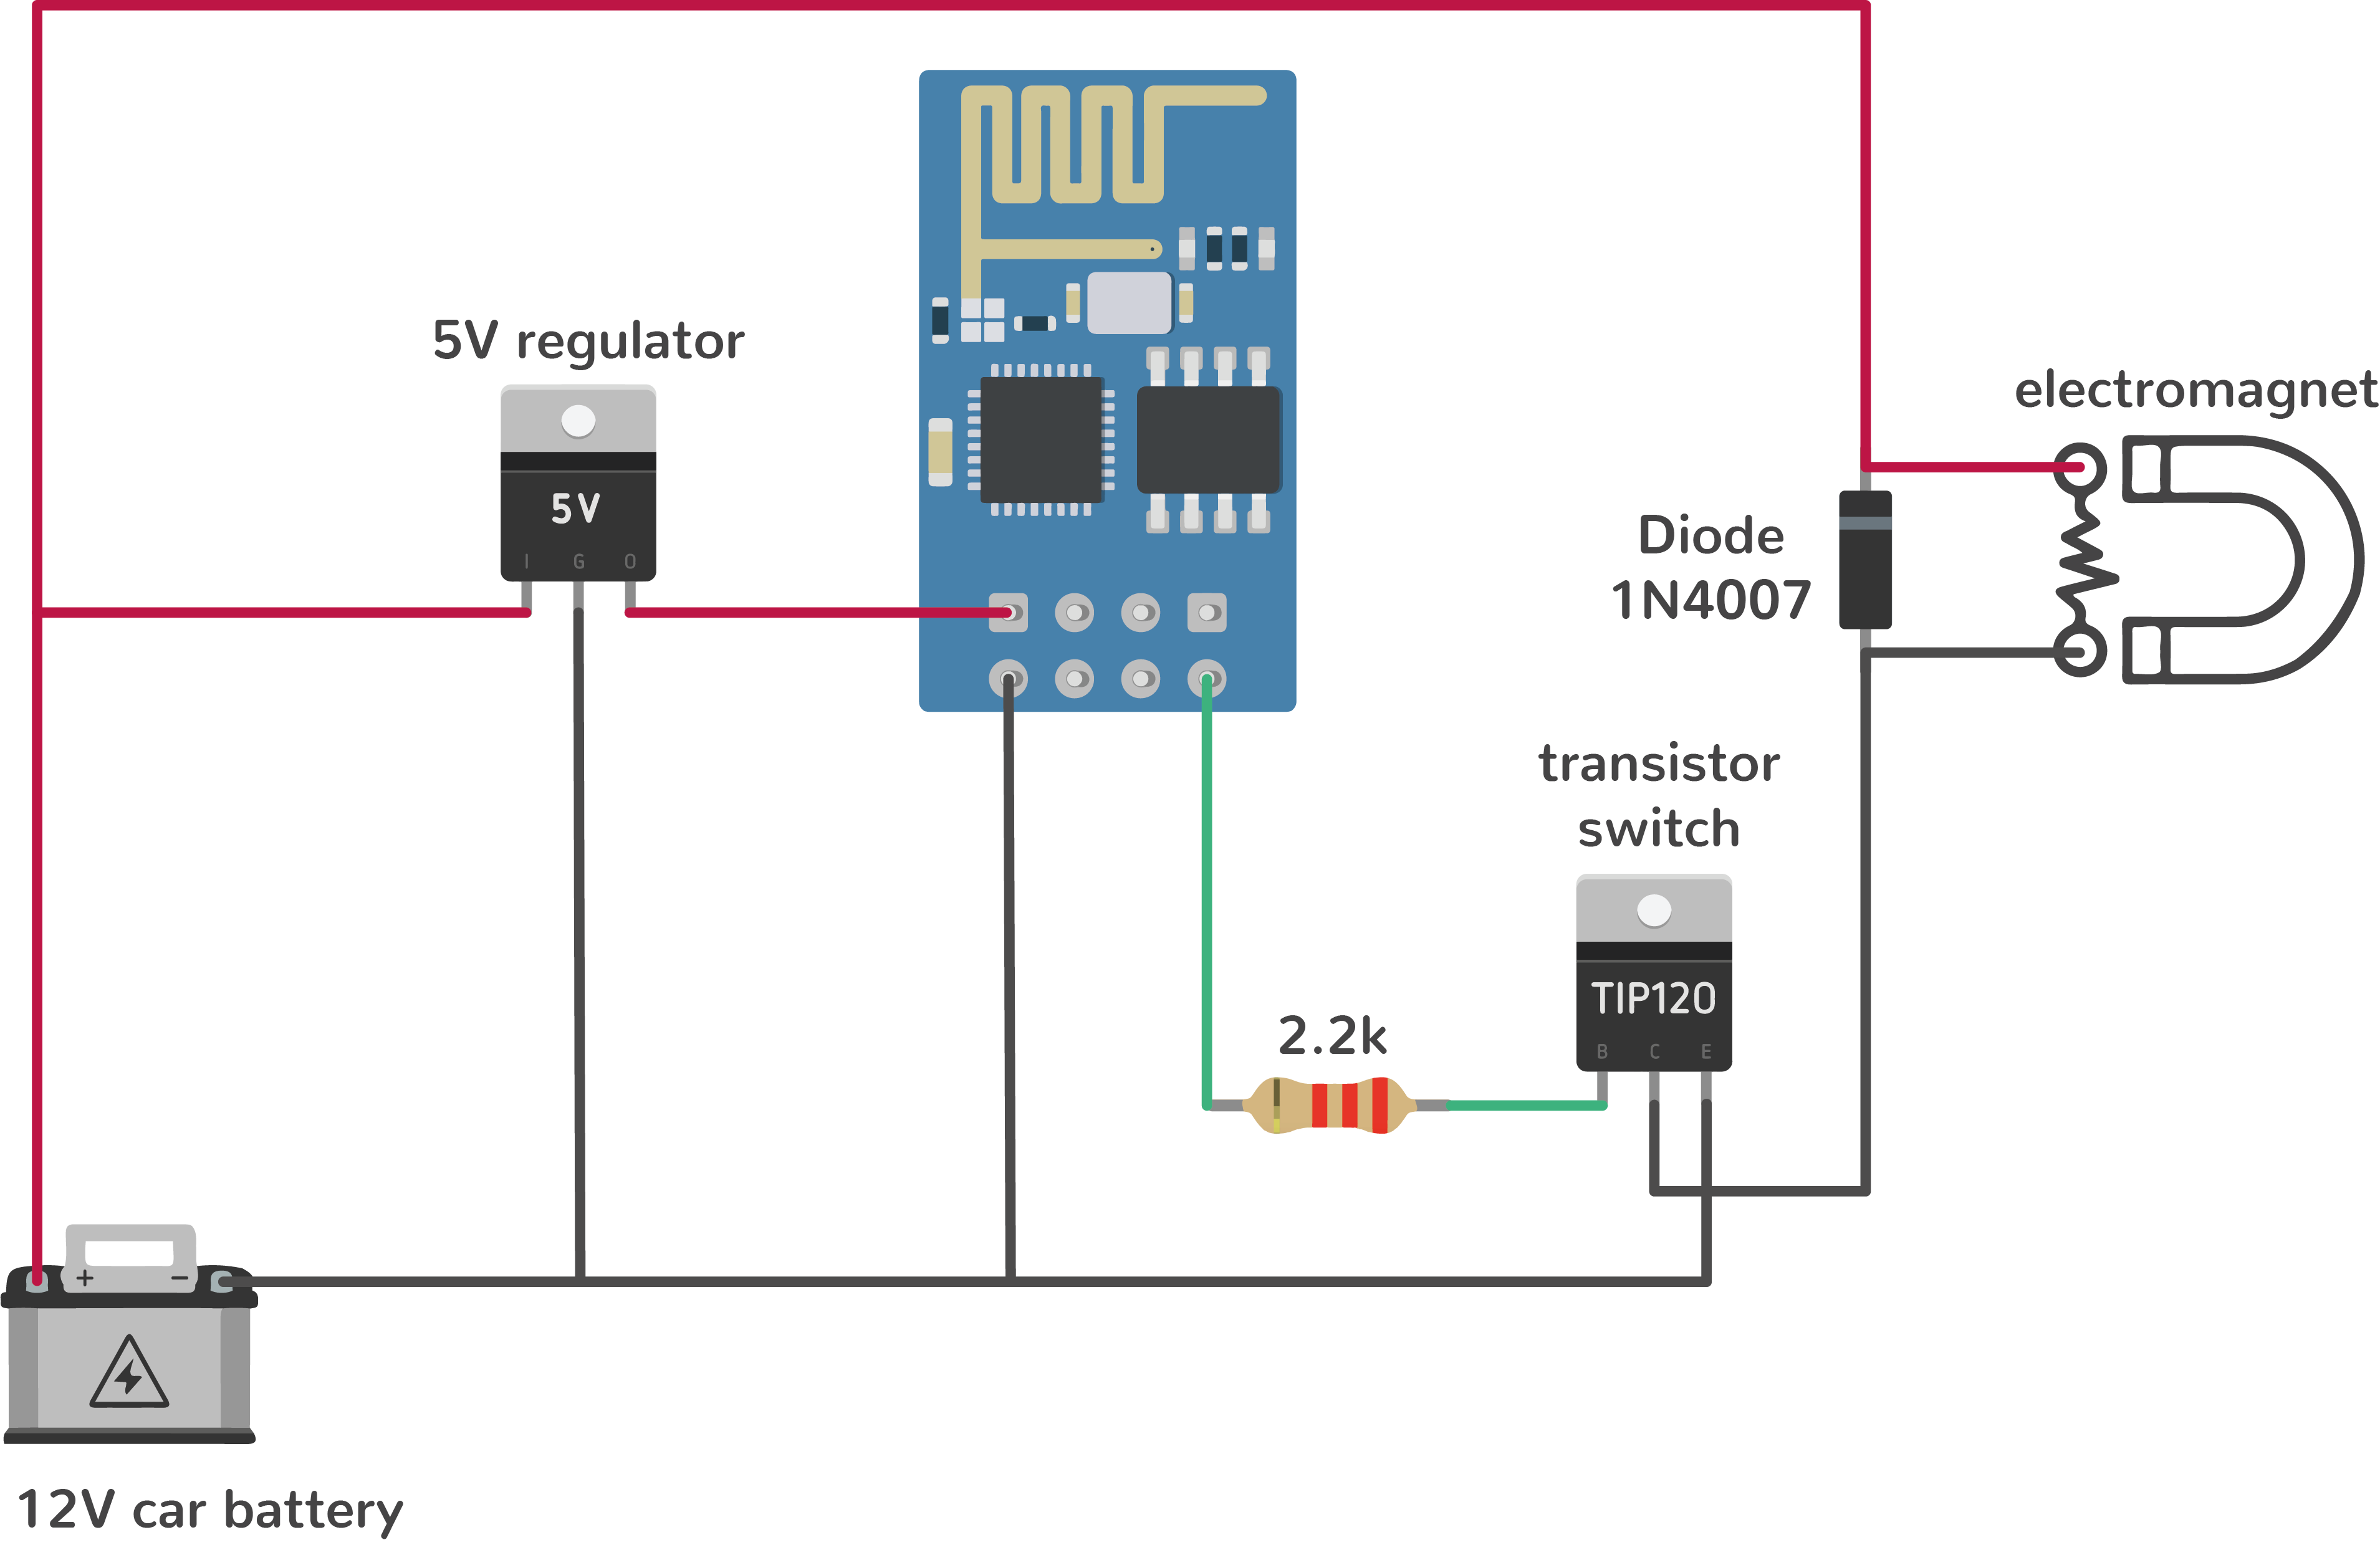 5V regulator
5V
I G O
electromagnet
Diode
1N4007
transistor
switch
TIP120
B C E
2.2k
+ −
12V car battery